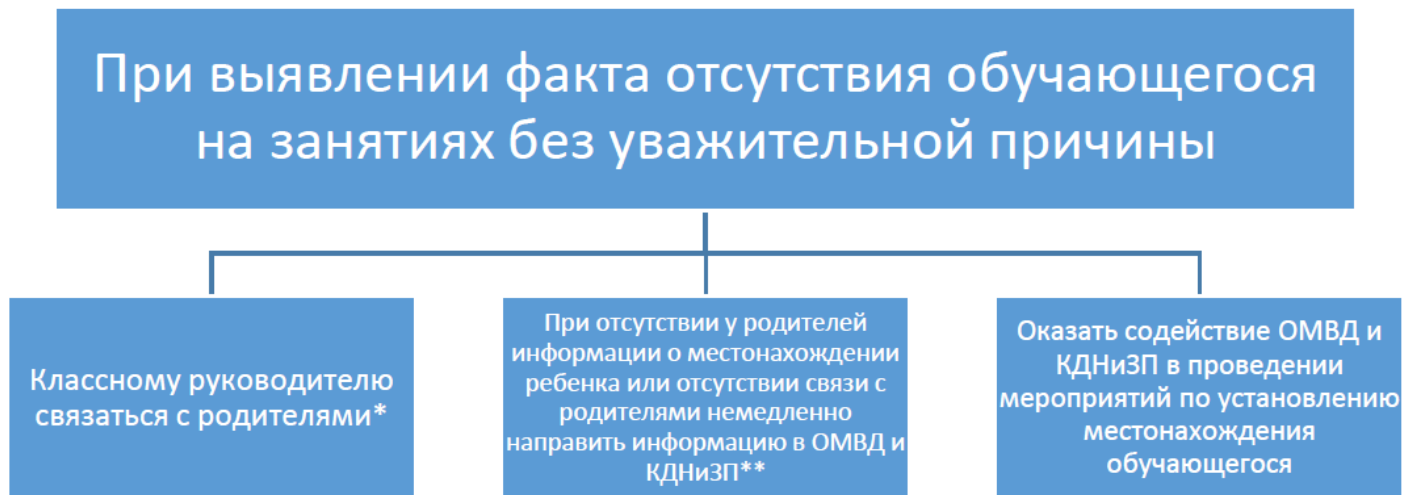 При выявлении факта отсутствия обучающегося
на занятиях без уважительной причины
Классному руководителю
связаться с родителями*
При отсутствии у родителей
информации о местонахождении
ребенка или отсутствии связи с
родителями немедленно
направить информацию в ОМВД и
КДНиЗП**
Оказать содействие ОМВД и
КДНиЗП в проведении
мероприятий по установлению
местонахождения
обучающегося